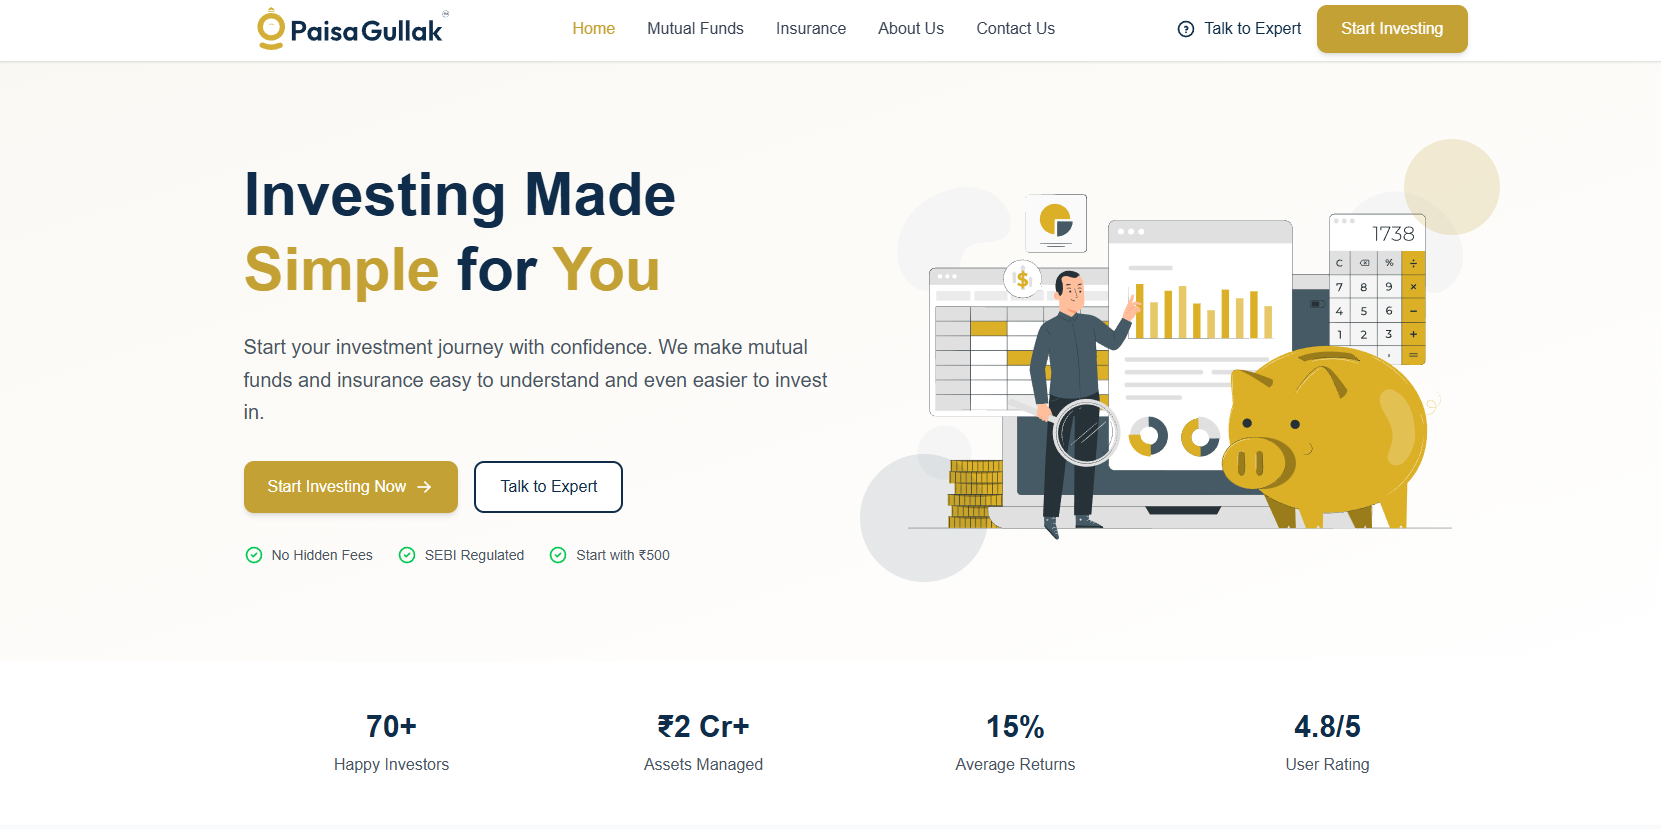 Paisa Gullak
Home
Mutual Funds
Insurance
About Us
Contact Us
Talk to Expert
Start Investing
Investing Made
Simple for You
Start your investment journey with confidence. We make mutual
funds and insurance easy to understand and even easier to invest
in.
Start Investing Now
Talk to Expert
No Hidden Fees
SEBI Regulated
Start with ₹500
$
1738
C % ÷
7 8 9 ×
4 5 6 −
1 2 3 +
, =
70+
Happy Investors
₹2 Cr+
Assets Managed
15%
Average Returns
4.8/5
User Rating